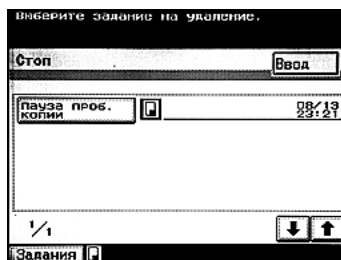 Выберите задание на удаление.
Стоп
Ввод
Пауза проб.
копии
08/13
23:21
1/1
Задания